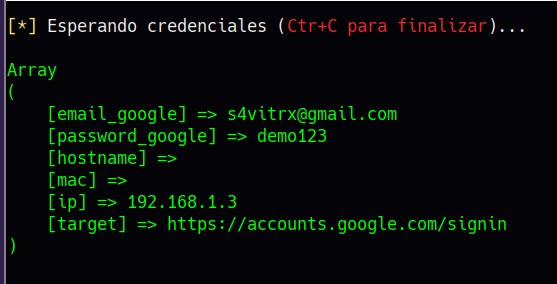 [*] Esperando credenciales (Ctr+C para finalizar)...
Array
(
[email_google] => s4vitrx@gmail.com
[password_google] => demo123
[hostname] =>
[mac] =>
[ip] => 192.168.1.3
[target] => https://accounts.google.com/signin
)